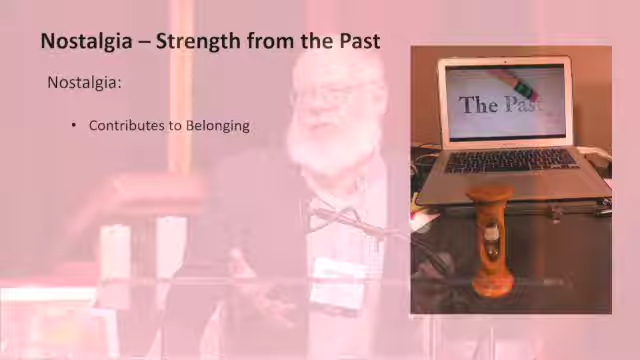 Nostalgia – Strength from the Past
Nostalgia:
• Contributes to Belonging
The Past